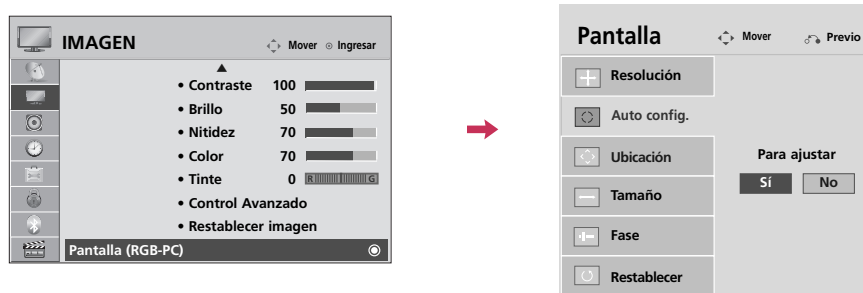 IMAGEN Mover Ingresar
• Contraste 100
• Brillo 50
• Nitidez 70
• Color 70
• Tinte 0 R G
• Control Avanzado
• Restablecer imagen
Pantalla (RGB-PC)
Pantalla Mover Previo
Resolución
Auto config.
Ubicación
Tamaño
Fase
Restablecer
Para ajustar
Sí No